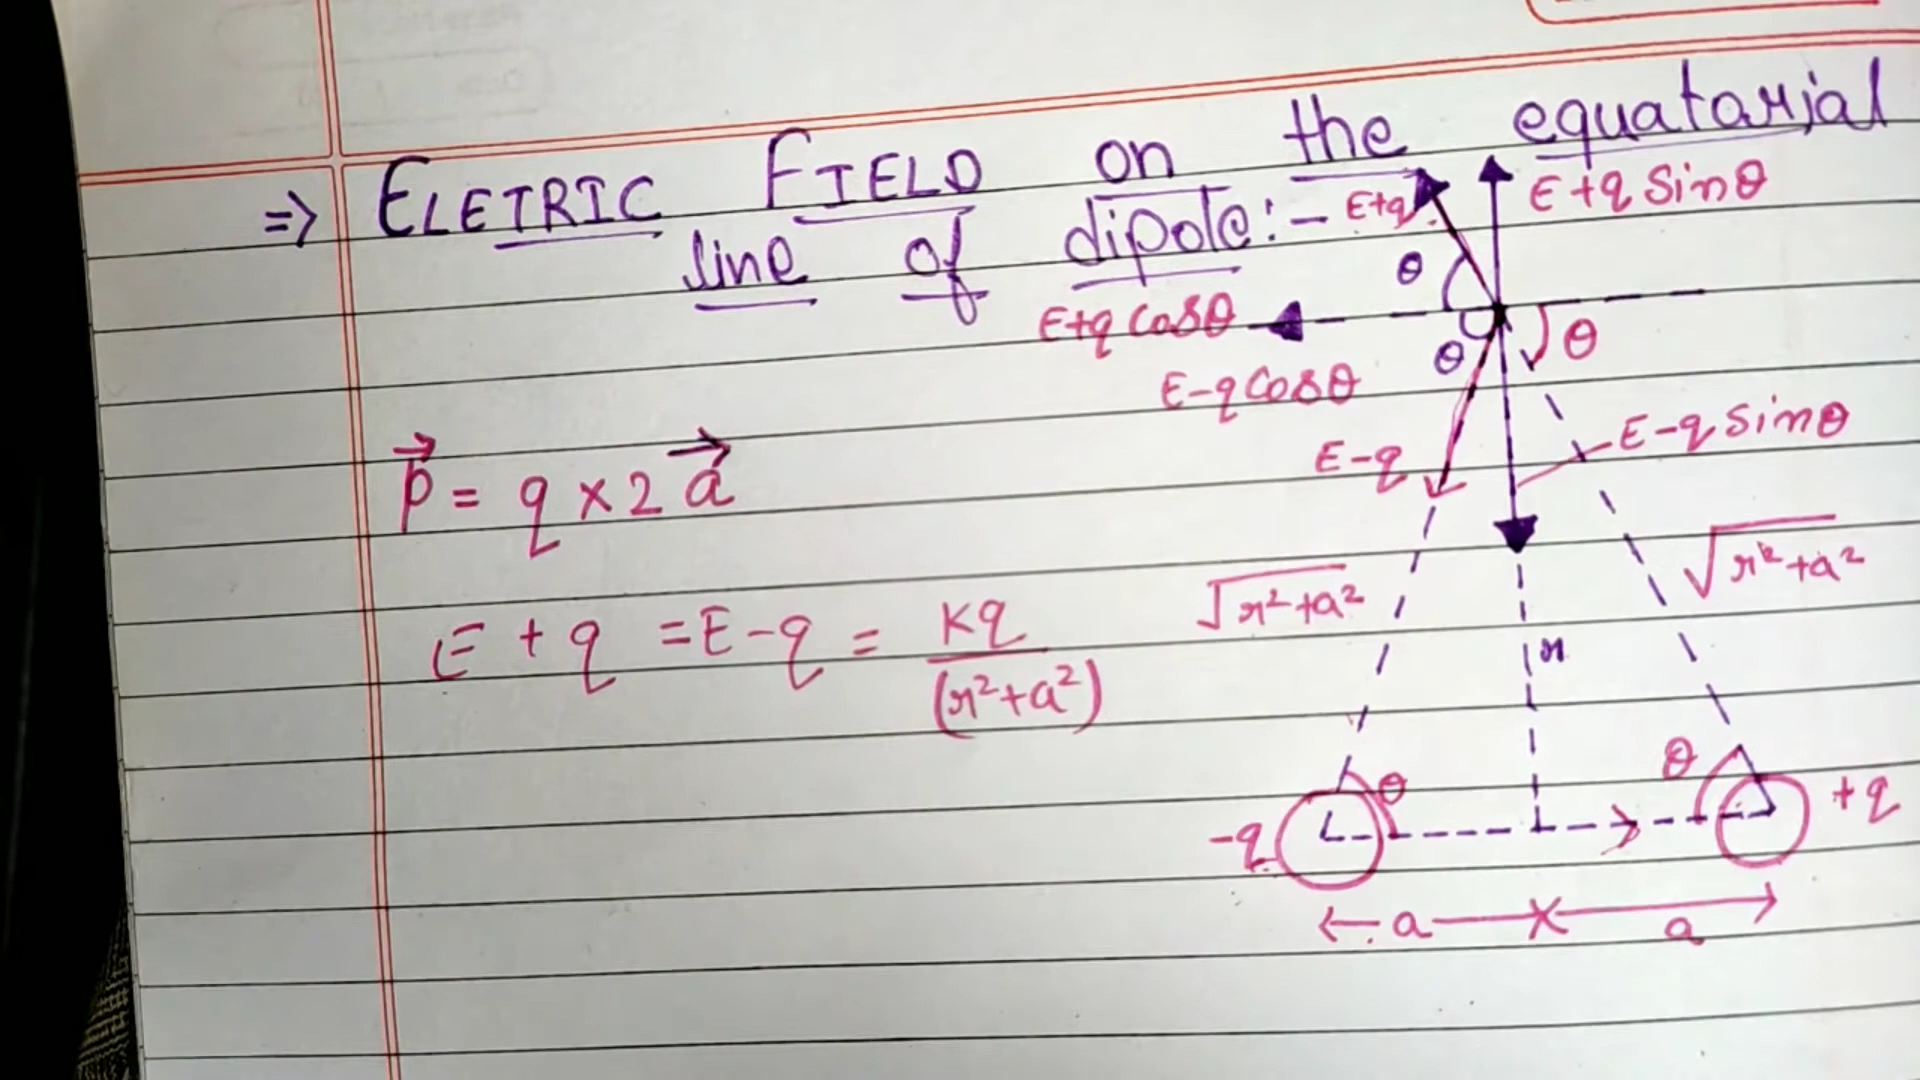 => ELETRIC FIELD on the equatarial
line of dipole:-
E+q
E+q Sinθ
θ
E+q Cosθ
θ
θ
E-q Cosθ
E-q
E-q Sinθ
p⃗ = q × 2 a⃗
√r²+a²
√r²+a²
E+q = E-q = Kq/(r²+a²)
r
θ
θ
-q
+q
a
a